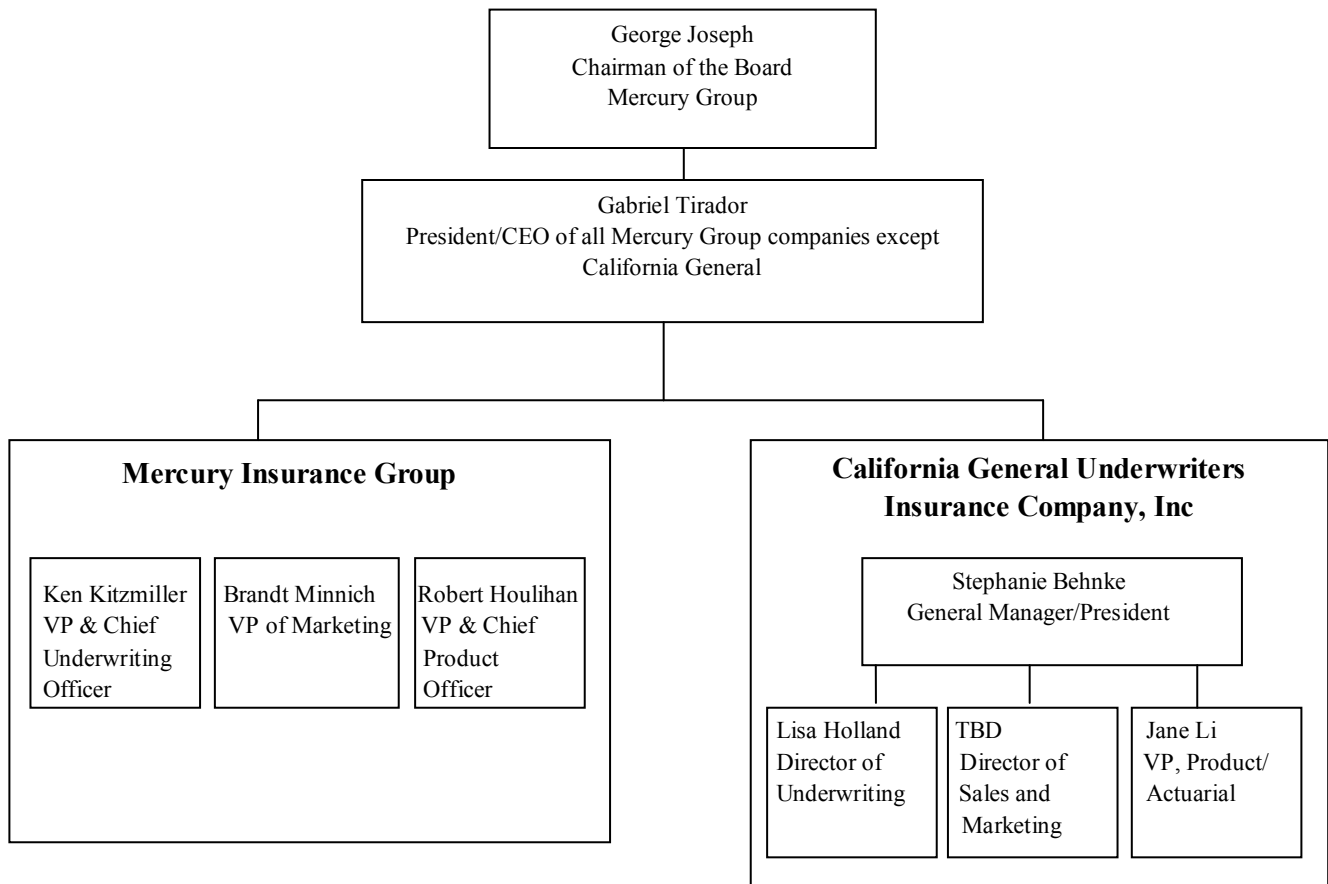 George Joseph
Chairman of the Board
Mercury Group
Gabriel Tirador
President/CEO of all Mercury Group companies except
California General
Mercury Insurance Group
Ken Kitzmiller
VP & Chief
Underwriting
Officer
Brandt Minnich
VP of Marketing
Robert Houlihan
VP & Chief
Product
Officer
California General Underwriters
Insurance Company, Inc
Stephanie Behnke
General Manager/President
Lisa Holland
Director of
Underwriting
TBD
Director of
Sales and
Marketing
Jane Li
VP, Product/
Actuarial